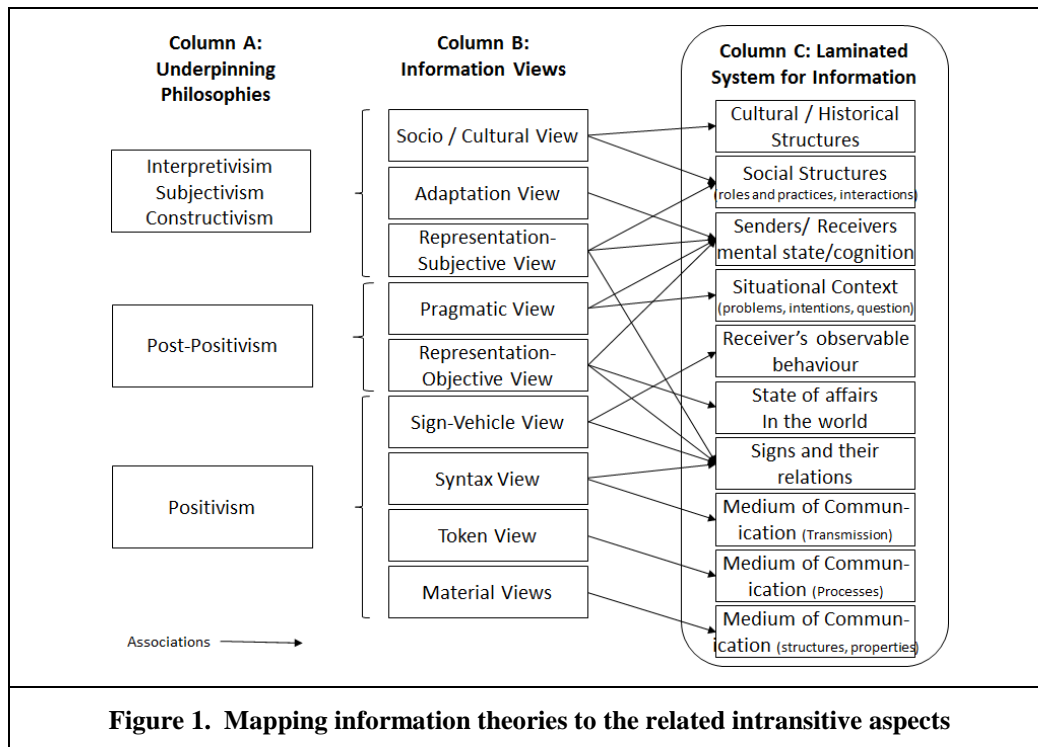 Column A:
Underpinning
Philosophies
Interpretivisim
Subjectivism
Constructivism
Post-Positivism
Positivism
Associations
Column B:
Information Views
Socio / Cultural View
Adaptation View
Representation-
Subjective View
Pragmatic View
Representation-
Objective View
Sign-Vehicle View
Syntax View
Token View
Material Views
Column C: Laminated
System for Information
Cultural / Historical
Structures
Social Structures
(roles and practices, interactions)
Senders/ Receivers
mental state/cognition
Situational Context
(problems, intentions, question)
Receiver's observable
behaviour
State of affairs
In the world
Signs and their
relations
Medium of Commun-
ication (Transmission)
Medium of Commun-
ication (Processes)
Medium of Commun-
ication (structures, properties)
Figure 1. Mapping information theories to the related intransitive aspects